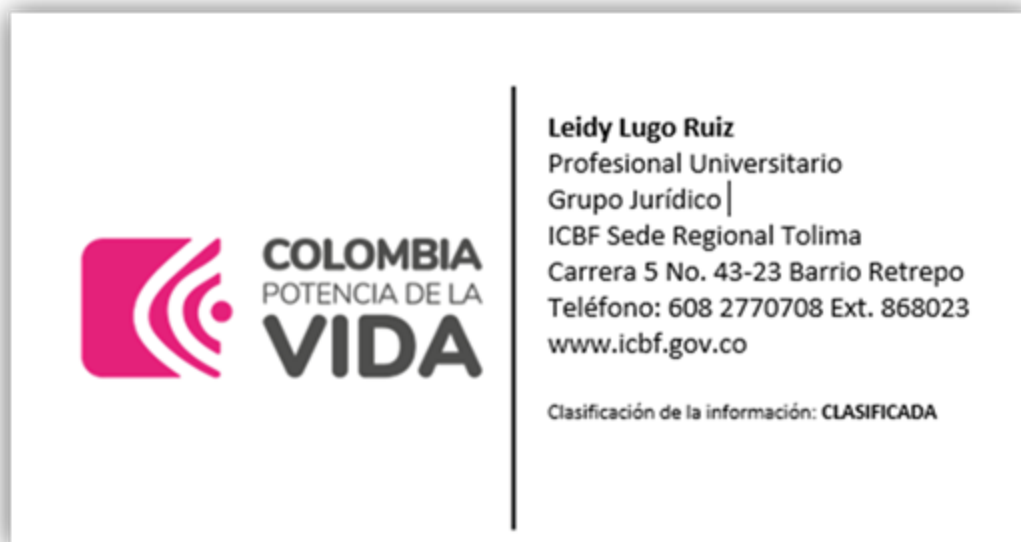 COLOMBIA
POTENCIA DE LA
VIDA
Leidy Lugo Ruiz
Profesional Universitario
Grupo Jurídico
ICBF Sede Regional Tolima
Carrera 5 No. 43-23 Barrio Retrepo
Teléfono: 608 2770708 Ext. 868023
www.icbf.gov.co
Clasificación de la información: CLASIFICADA